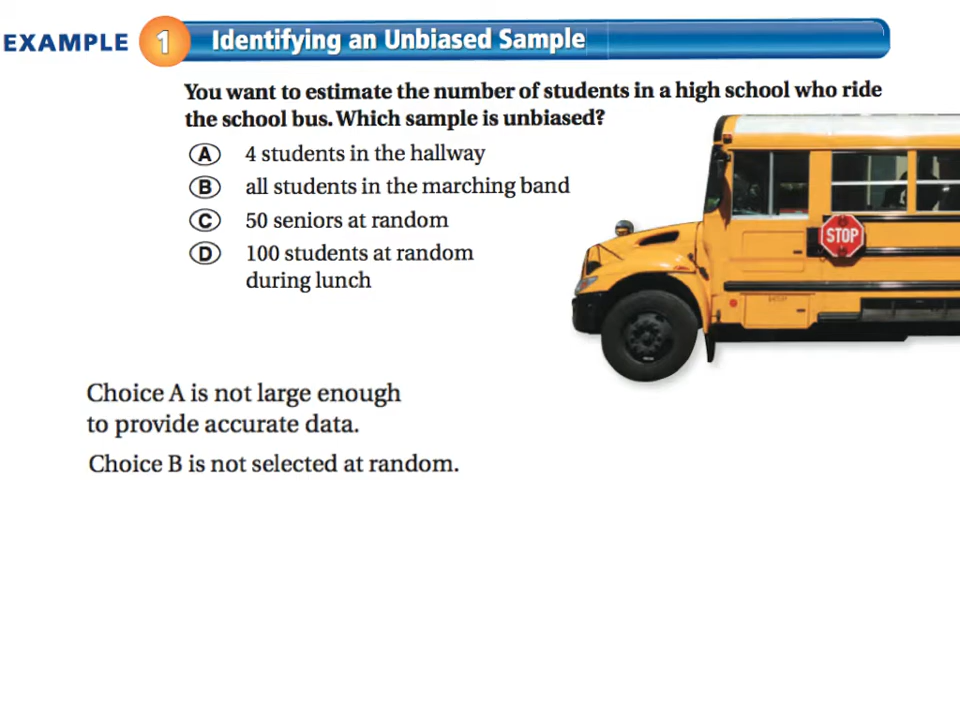 EXAMPLE 1 Identifying an Unbiased Sample
You want to estimate the number of students in a high school who ride
the school bus. Which sample is unbiased?
A 4 students in the hallway
B all students in the marching band
C 50 seniors at random
D 100 students at random
during lunch
STOP
Choice A is not large enough
to provide accurate data.
Choice B is not selected at random.